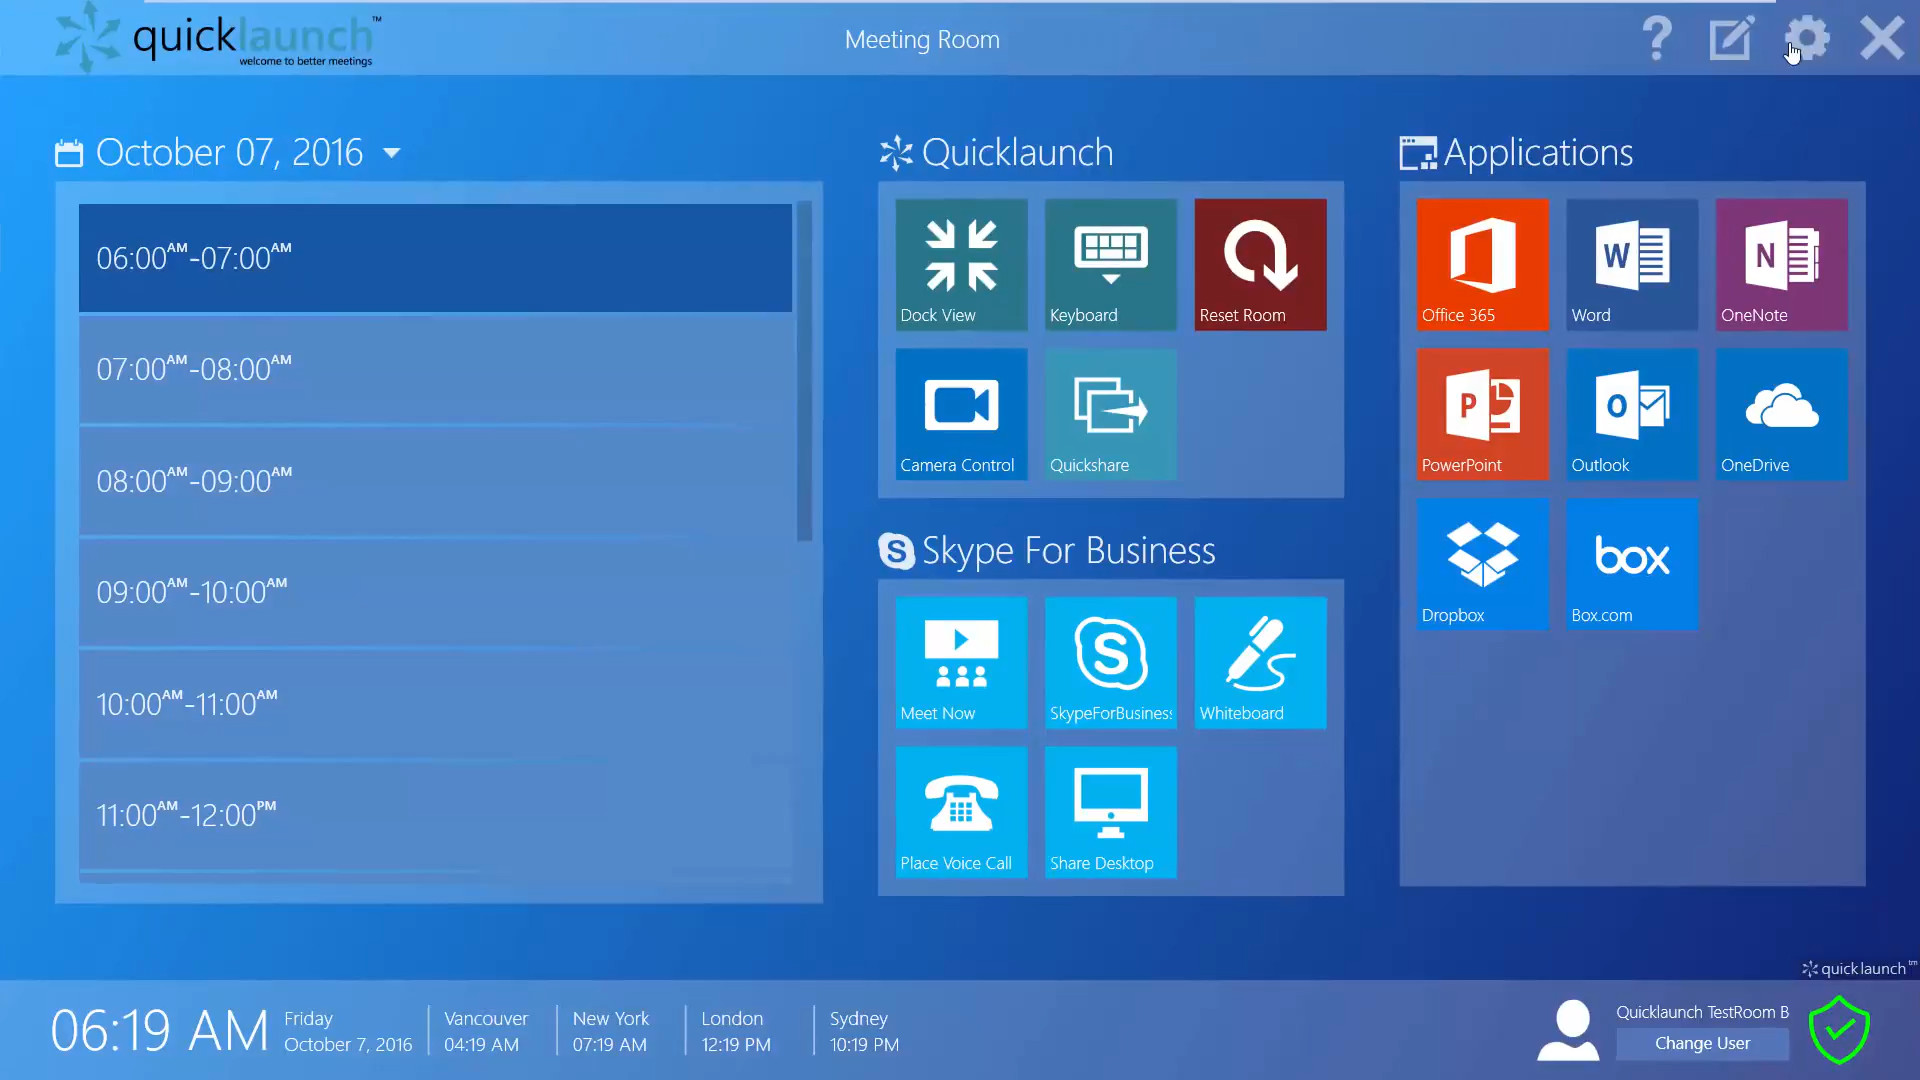 quicklaunch™
welcome to better meetings
Meeting Room
?
October 07, 2016
06:00AM-07:00AM
07:00AM-08:00AM
08:00AM-09:00AM
09:00AM-10:00AM
10:00AM-11:00AM
11:00AM-12:00PM
Quicklaunch
Dock View
Keyboard
Reset Room
Camera Control
Quickshare
S Skype For Business
Meet Now
S
SkypeForBusiness
Whiteboard
Place Voice Call
Share Desktop
Applications
Office 365
W
Word
N
OneNote
P
PowerPoint
O
Outlook
OneDrive
Dropbox
box
Box.com
quicklaunch™
06:19 AM
Friday
October 7, 2016
Vancouver
04:19 AM
New York
07:19 AM
London
12:19 PM
Sydney
10:19 PM
Quicklaunch TestRoom B
Change User